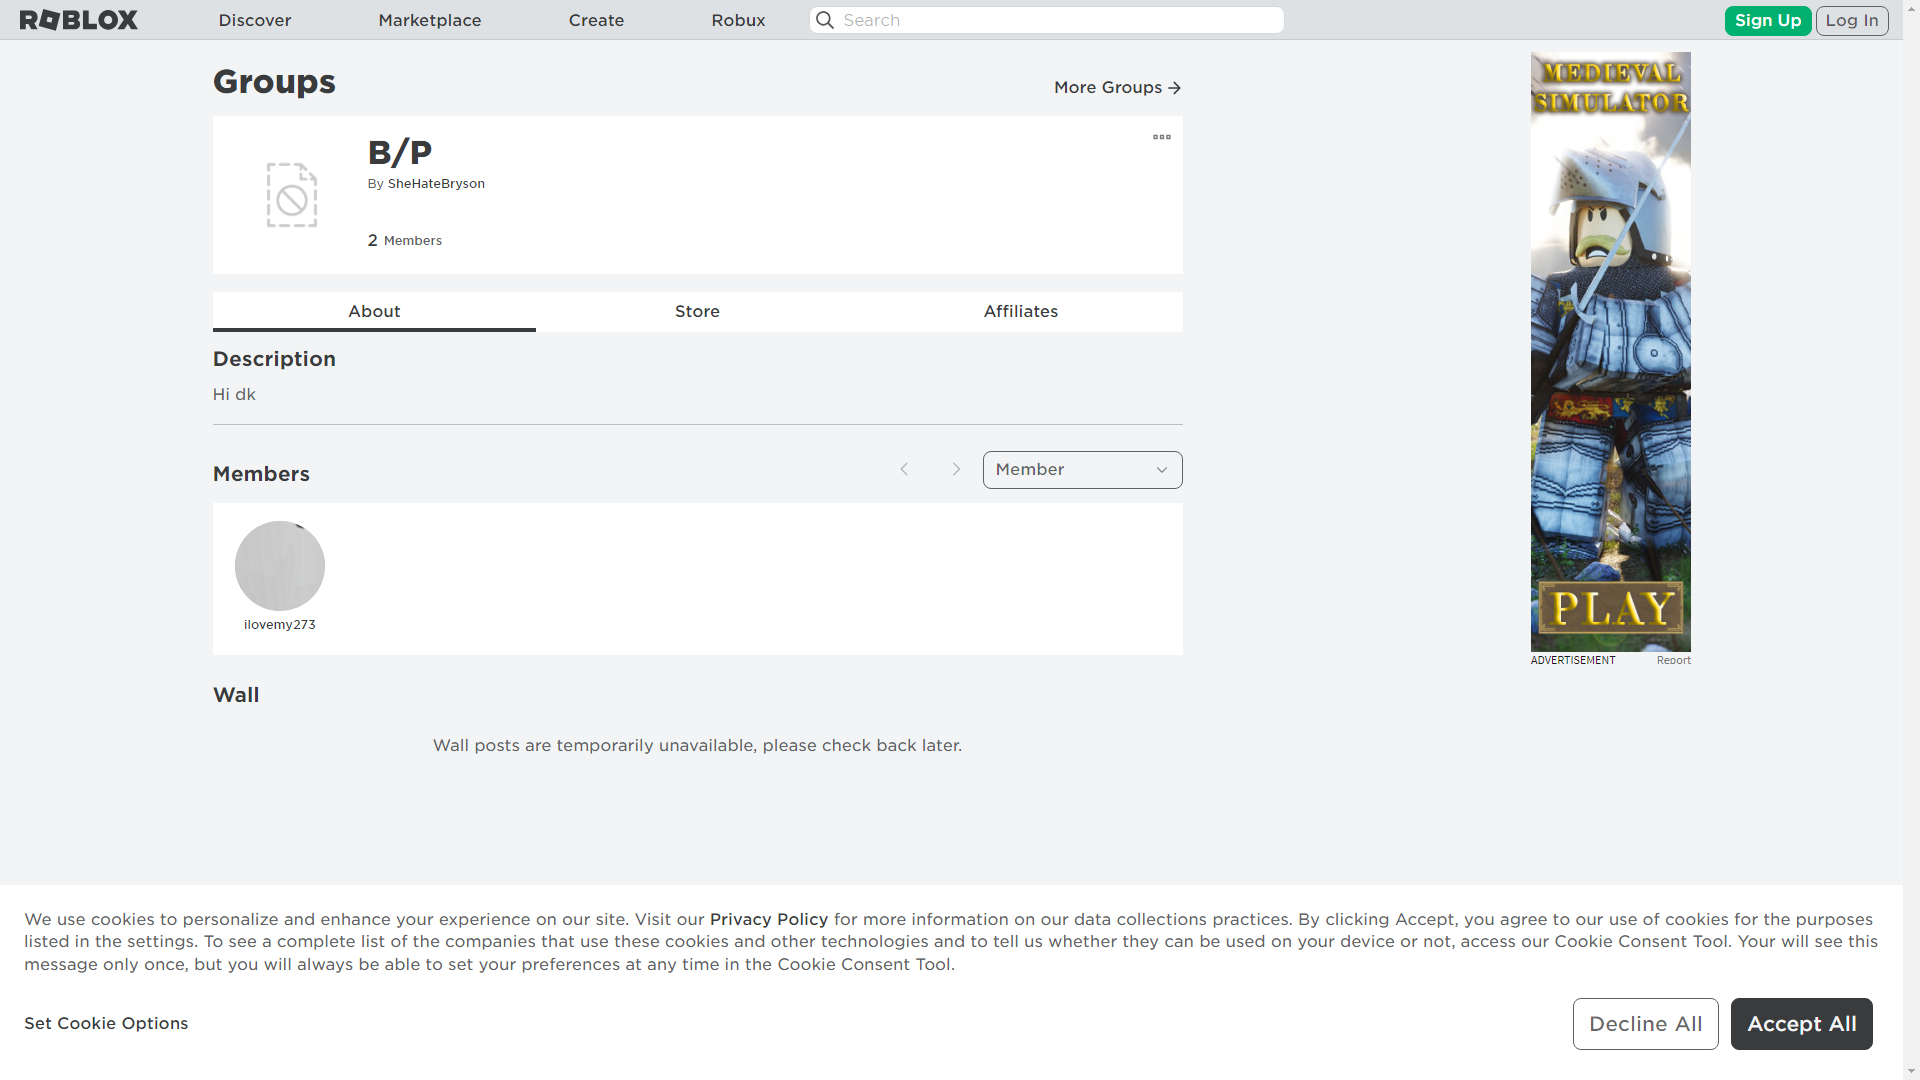 ROBLOX
Discover
Marketplace
Create
Robux
Search
Sign Up
Log In
Groups
More Groups
B/P
By SheHateBryson
2 Members
About
Store
Affiliates
Description
Hi dk
Members
Member
ilovemy273
Wall
Wall posts are temporarily unavailable, please check back later.
MEDIEVAL
SIMULATOR
PLAY
ADVERTISEMENT
Report
We use cookies to personalize and enhance your experience on our site. Visit our Privacy Policy for more information on our data collections practices. By clicking Accept, you agree to our use of cookies for the purposes
listed in the settings. To see a complete list of the companies that use these cookies and other technologies and to tell us whether they can be used on your device or not, access our Cookie Consent Tool. Your will see this
message only once, but you will always be able to set your preferences at any time in the Cookie Consent Tool.
Set Cookie Options
Decline All
Accept All